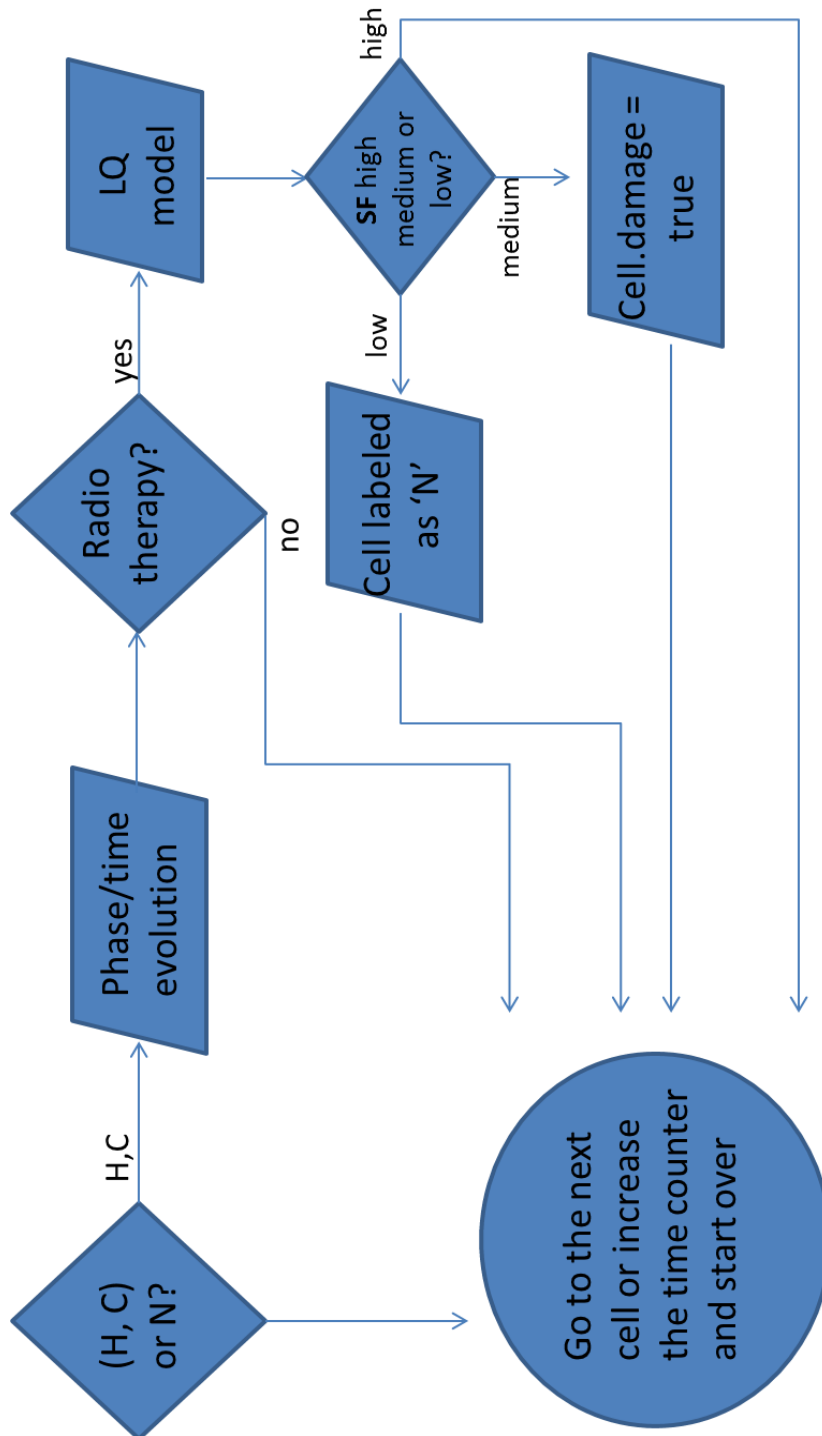 (H, C)
or N?
H,C
Phase/time
evolution
Radio
therapy?
yes
no
LQ
model
SF high
medium or
low?
low
medium
high
Cell labeled
as ‘N’
Cell.damage =
true
Go to the next
cell or increase
the time counter
and start over